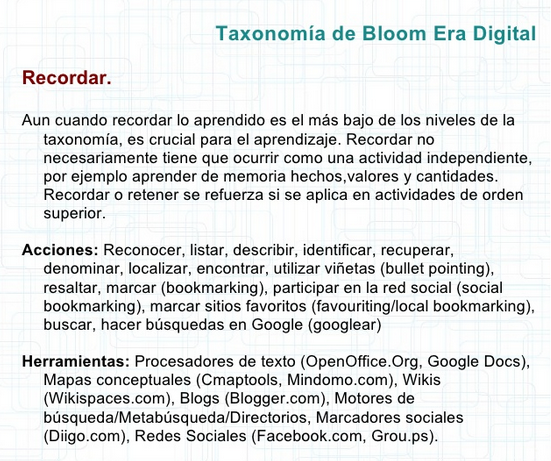 Taxonomía de Bloom Era Digital
Recordar.
Aun cuando recordar lo aprendido es el más bajo de los niveles de la
taxonomía, es crucial para el aprendizaje. Recordar no
necesariamente tiene que ocurrir como una actividad independiente,
por ejemplo aprender de memoria hechos,valores y cantidades.
Recordar o retener se refuerza si se aplica en actividades de orden
superior.
Acciones: Reconocer, listar, describir, identificar, recuperar,
denominar, localizar, encontrar, utilizar viñetas (bullet pointing),
resaltar, marcar (bookmarking), participar en la red social (social
bookmarking), marcar sitios favoritos (favouriting/local bookmarking),
buscar, hacer búsquedas en Google (googlear)
Herramientas: Procesadores de texto (OpenOffice.Org, Google Docs),
Mapas conceptuales (Cmaptools, Mindomo.com), Wikis
(Wikispaces.com), Blogs (Blogger.com), Motores de
búsqueda/Metabúsqueda/Directorios, Marcadores sociales
(Diigo.com), Redes Sociales (Facebook.com, Grou.ps).